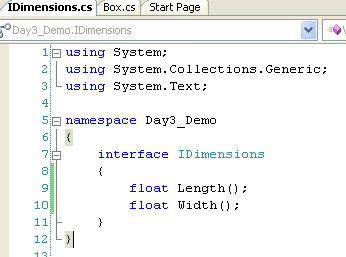 IDimensions.cs Box.cs Start Page
Day3_Demo.IDimensions
1 using System;
2 using System.Collections.Generic;
3 using System.Text;
4
5 namespace Day3_Demo
6 {
7 interface IDimensions
8 {
9 float Length();
10 float Width();
11 }
12 }
13